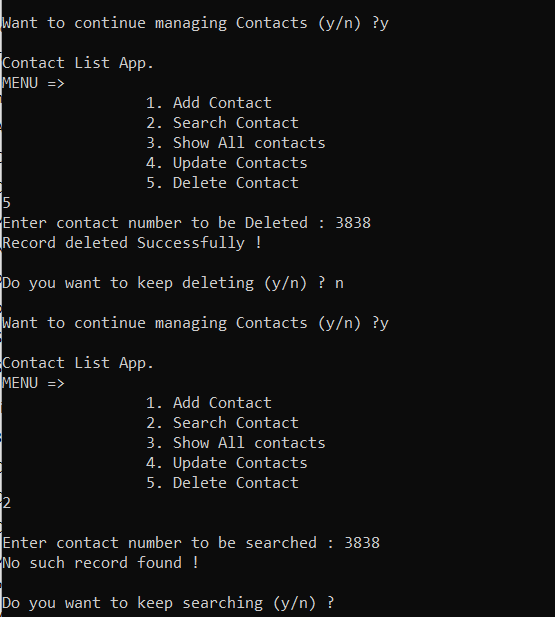 Want to continue managing Contacts (y/n) ?y
Contact List App.
MENU =>
1. Add Contact
2. Search Contact
3. Show All contacts
4. Update Contacts
5. Delete Contact
5
Enter contact number to be Deleted : 3838
Record deleted Successfully !
Do you want to keep deleting (y/n) ? n
Want to continue managing Contacts (y/n) ?y
Contact List App.
MENU =>
1. Add Contact
2. Search Contact
3. Show All contacts
4. Update Contacts
5. Delete Contact
2
Enter contact number to be searched : 3838
No such record found !
Do you want to keep searching (y/n) ?